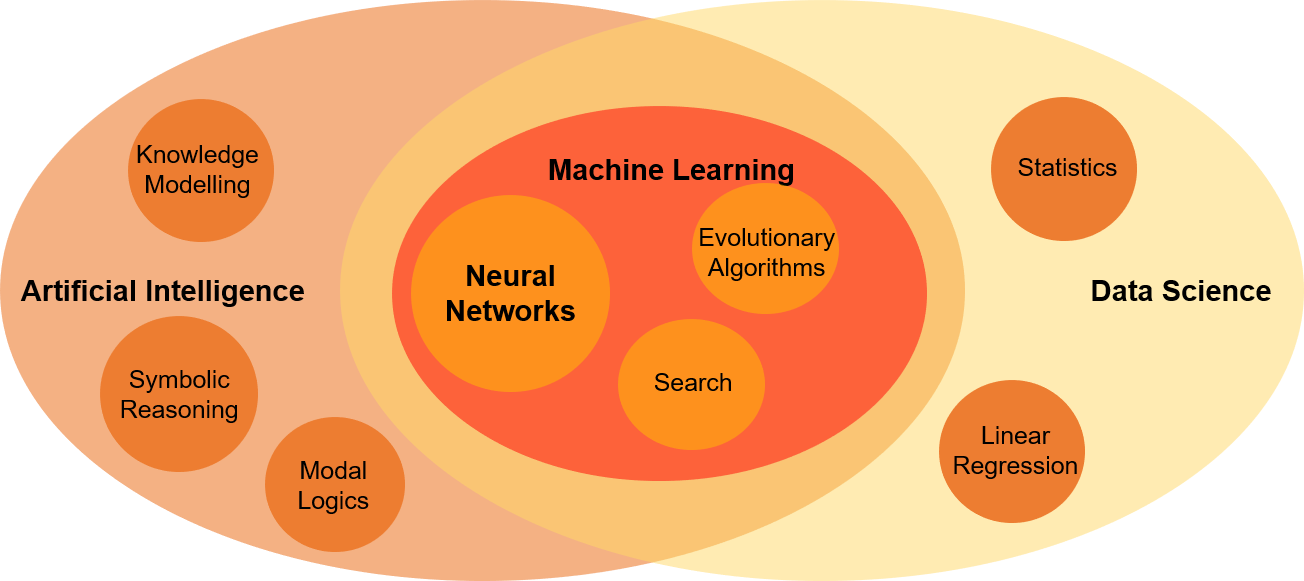 Knowledge
Modelling
Artificial Intelligence
Symbolic
Reasoning
Modal
Logics
Machine Learning
Neural
Networks
Evolutionary
Algorithms
Search
Statistics
Data Science
Linear
Regression